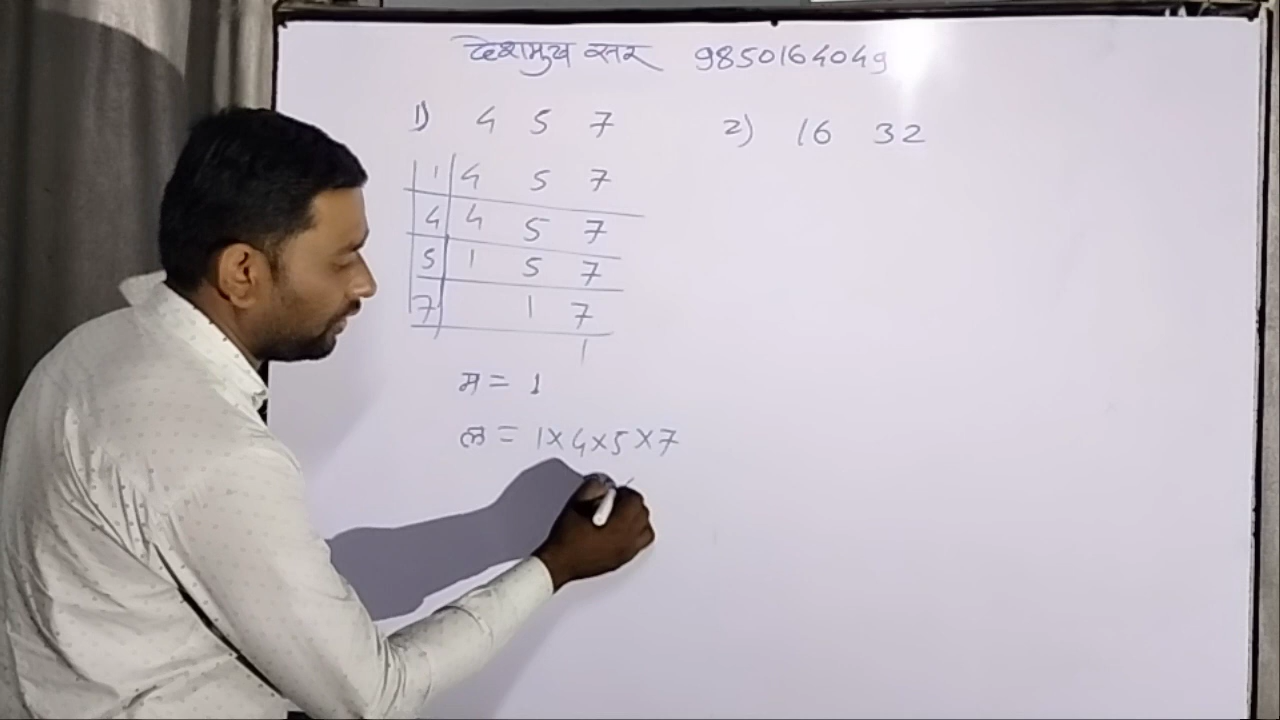 देशमुख सर 9850164049
1) 4 5 7
1 4 5 7
4 4 5 7
5 1 5 7
7 1 7
1
म = 1
ल = 1×4×5×7
2) 16 32